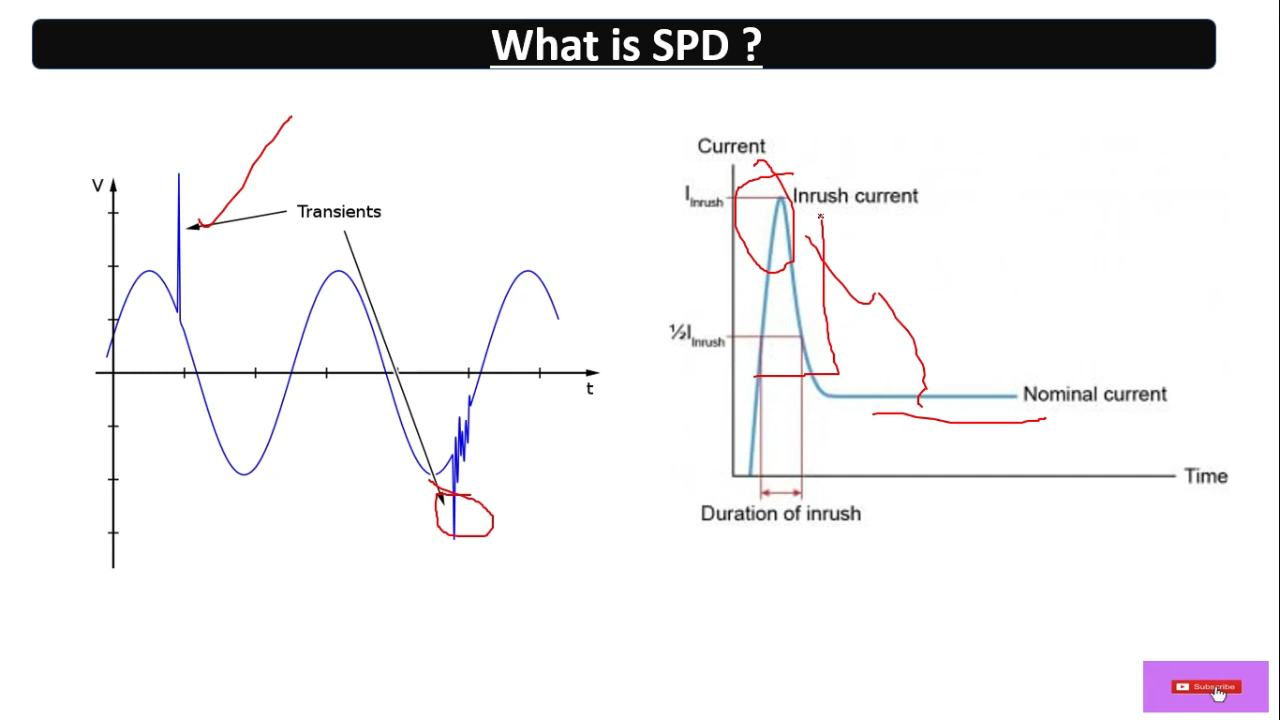 What is SPD ?
V
Transients
t
Current
IInrush
Inrush current
½IInrush
Nominal current
Time
Duration of inrush
Subscribe